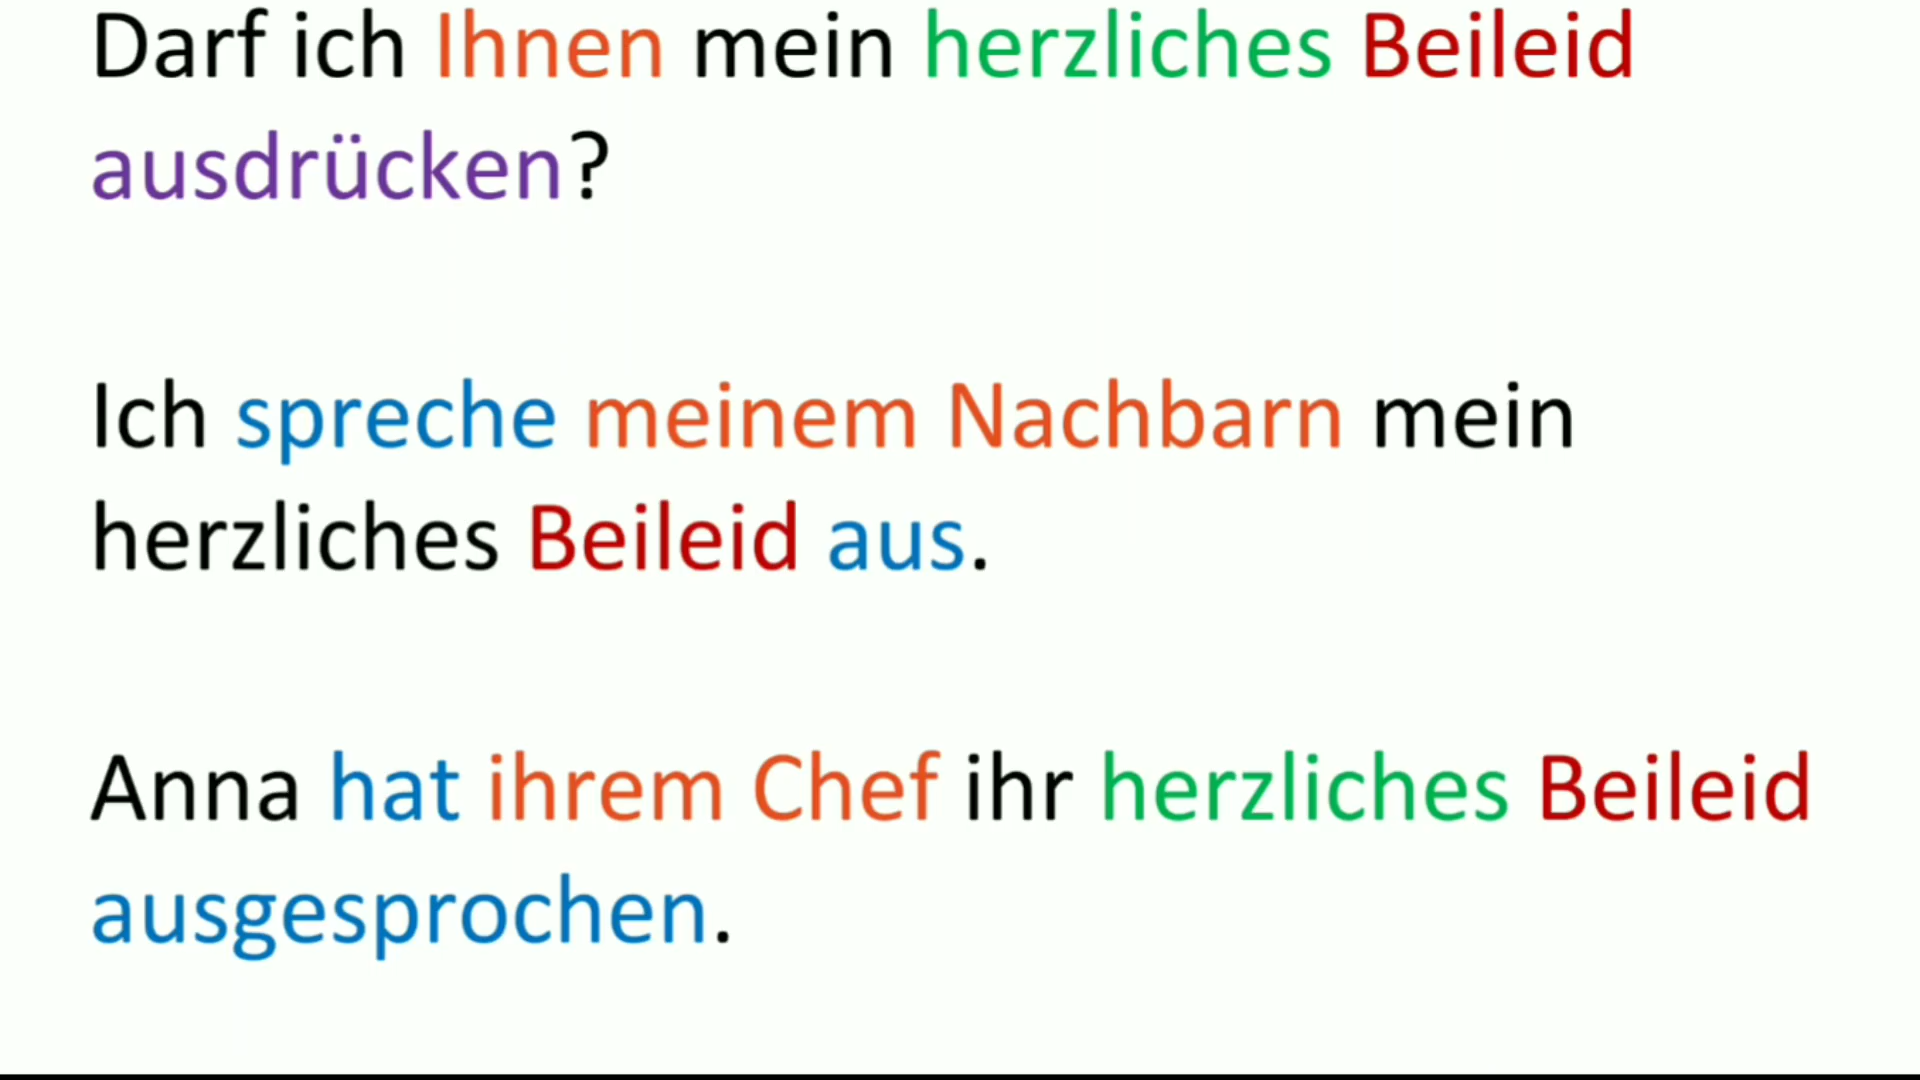 Darf ich Ihnen mein herzliches Beileid
ausdrücken?
Ich spreche meinem Nachbarn mein
herzliches Beileid aus.
Anna hat ihrem Chef ihr herzliches Beileid
ausgesprochen.